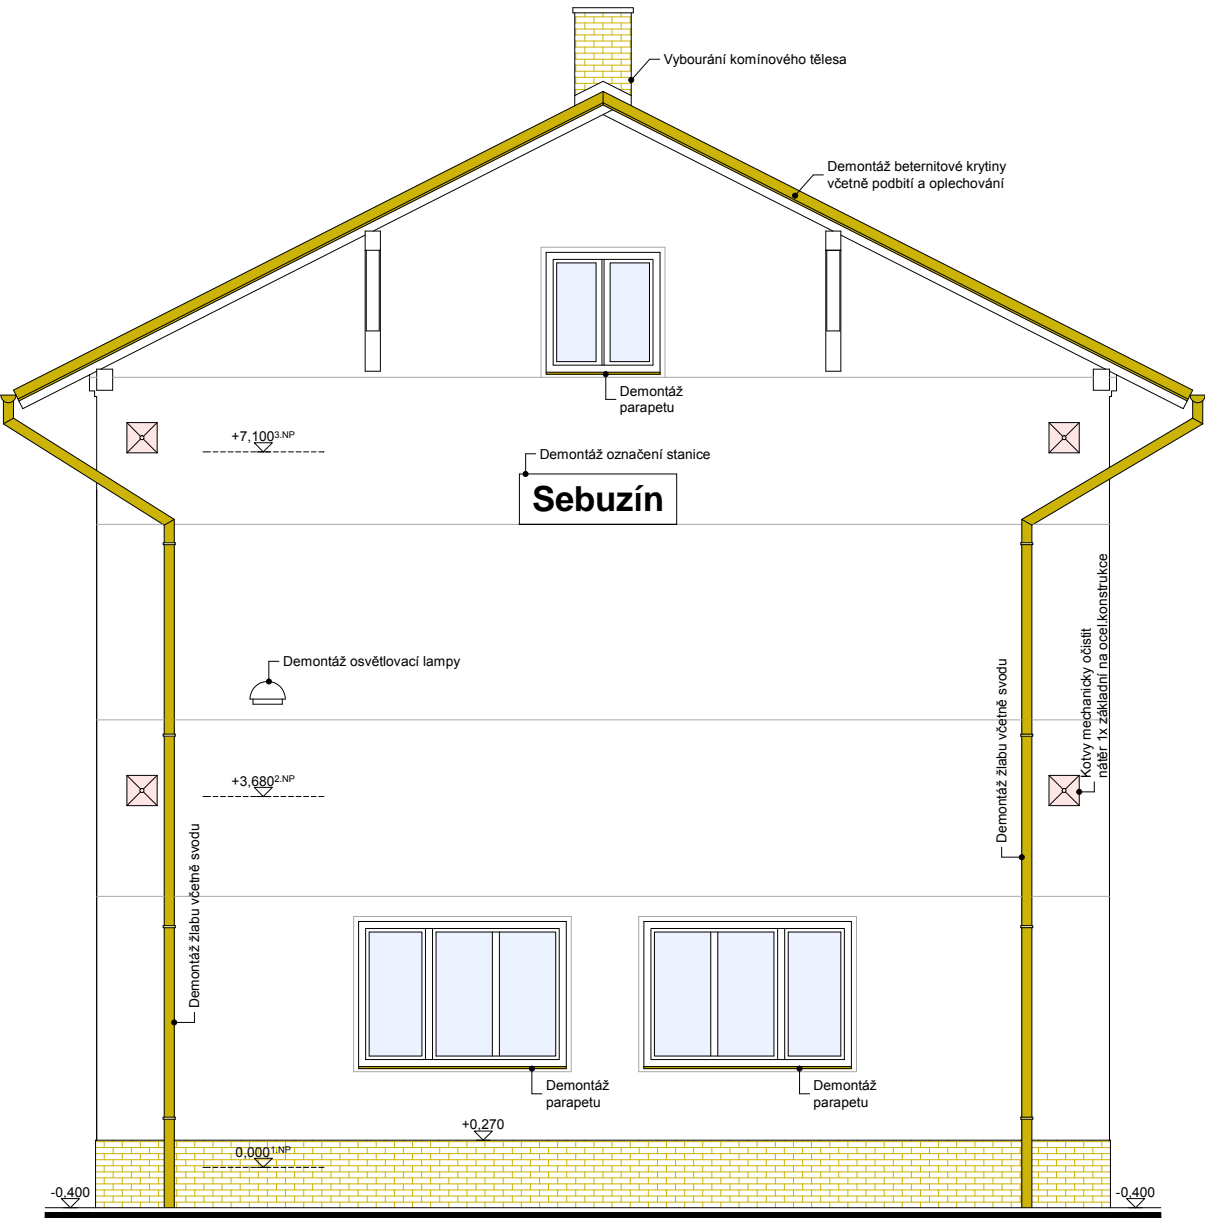 Vybourání komínového tělesa
Demontáž beternitové krytiny
včetně podbití a oplechování
Demontáž
parapetu
+7,100 3.NP
Demontáž označení stanice
Sebuzín
Demontáž osvětlovací lampy
Kotvy mechanicky očistit
nátěr 1x základní na ocel.konstrukce
Demontáž žlabu včetně svodu
+3,680 2.NP
Demontáž žlabu včetně svodu
Demontáž
parapetu
Demontáž
parapetu
+0,270
0,000 1.NP
-0,400
-0,400